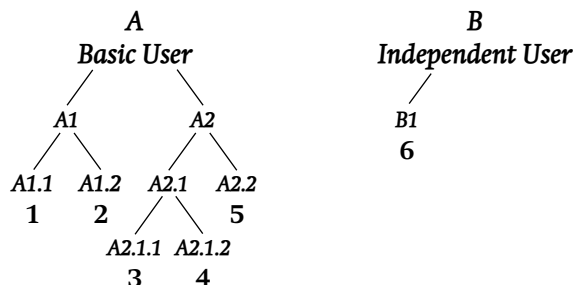 A B
Basic User Independent User
A1 A2 B1
6
A1.1 A1.2 A2.1 A2.2
1 2 5
A2.1.1 A2.1.2
3 4